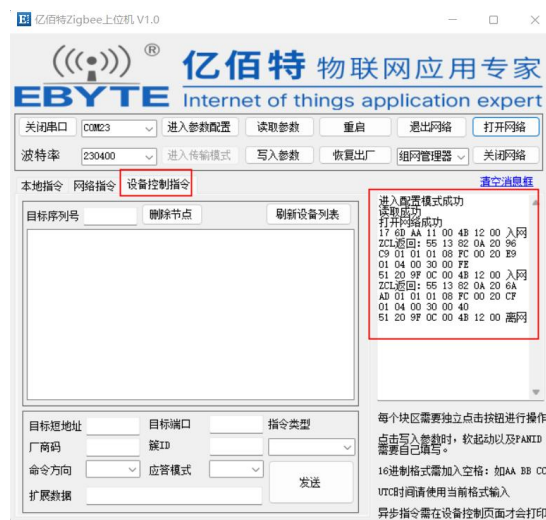 亿佰特Zigbee上位机 V1.0
((•))) ®
亿佰特 物联网应用专家
EBYTE Internet of things application expert
关闭串口 COM23 进入参数配置 读取参数 重启 退出网络 打开网络
波特率 230400 进入传输模式 写入参数 恢复出厂 组网管理器 关闭网络
本地指令 网络指令 设备控制指令 清空消息框
目标序列号 删除节点 刷新设备列表
进入配置模式成功
读取成功
打开网络成功
17 6D AA 11 00 4B 12 00 入网
ZCL返回: 55 13 82 0A 20 96
C9 01 01 01 08 FC 00 20 E9
01 04 00 30 00 FE
51 20 9F 0C 00 4B 12 00 入网
ZCL返回: 55 13 82 0A 20 6A
AD 01 01 01 08 FC 00 20 CF
01 04 00 30 00 40
51 20 9F 0C 00 4B 12 00 离网
目标短地址 目标端口 指令类型
厂商码 簇ID
命令方向 应答模式 发送
扩展数据
每个块区需要独立点击按钮进行操作
点击写入参数时，软起动以及PANID
需要自己填写。
16进制格式需加入空格：如AA BB CC
UTC时间请使用当前格式输入
异步指令需在设备控制页面才会打印